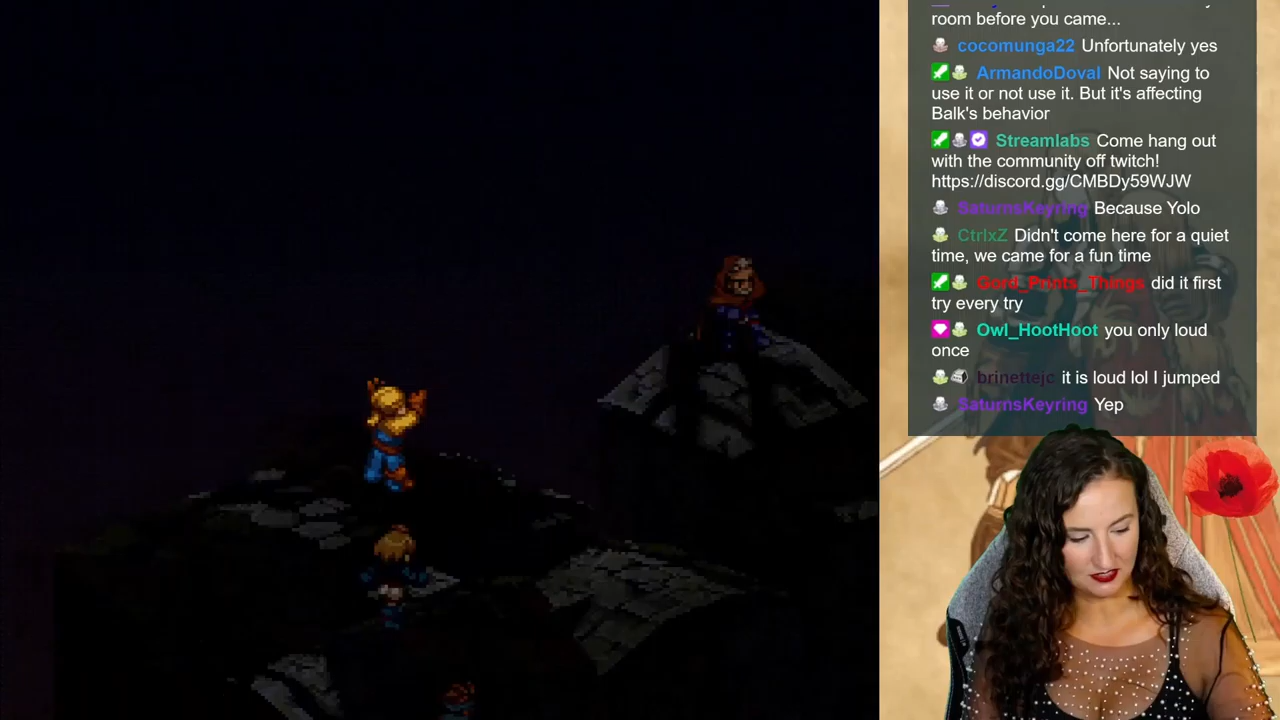 room before you came...
cocomunga22 Unfortunately yes
ArmandoDoval Not saying to
use it or not use it. But it's affecting
Balk's behavior
Streamlabs Come hang out
with the community off twitch!
https://discord.gg/CMBDy59WJW
SaturnsKeyring Because Yolo
CtrlxZ Didn't come here for a quiet
time, we came for a fun time
Gord_Prints_Things did it first
try every try
Owl_HootHoot you only loud
once
brinettejc it is loud lol I jumped
SaturnsKeyring Yep